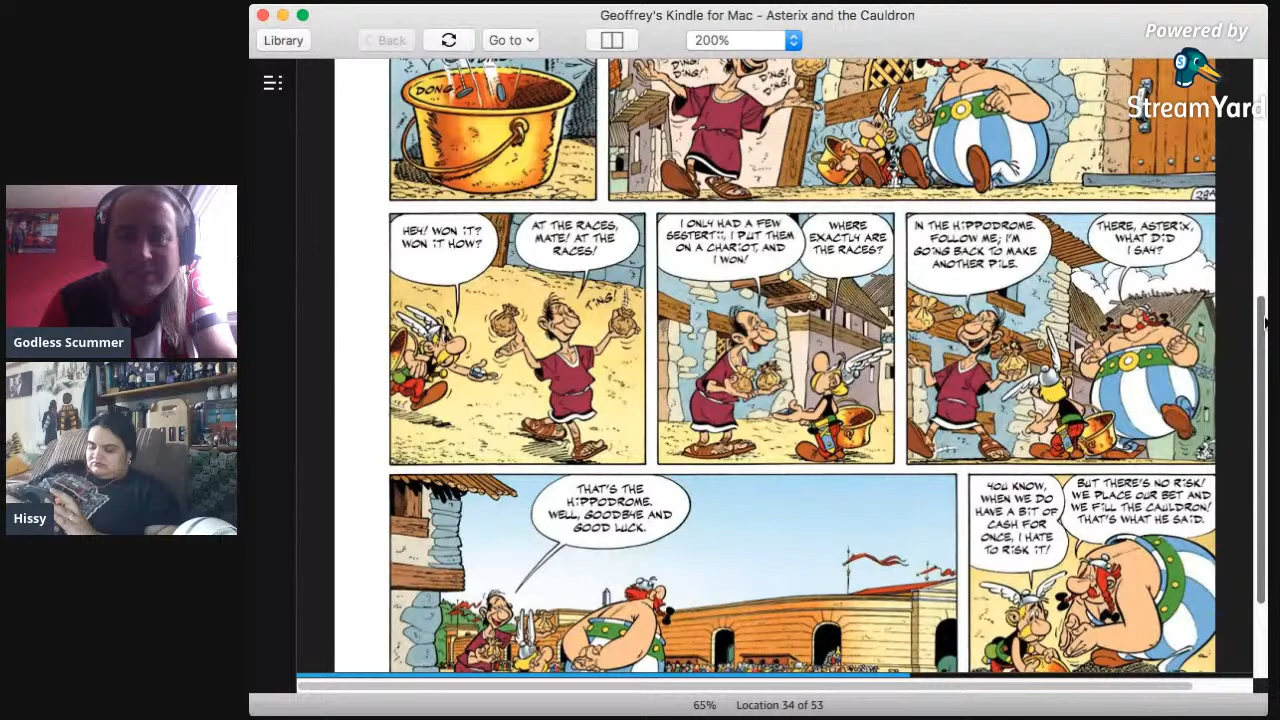 Geoffrey's Kindle for Mac - Asterix and the Cauldron
Library
Back
Go to
200%
Powered by
StreamYard
DONG
DING!
DING!
DING!
DING!
HEY! WON IT?
WON IT HOW?
AT THE RACES,
MATE! AT THE
RACES!
TING!
I ONLY HAD A FEW
SESTERTII, I PUT THEM
ON A CHARIOT, AND
I WON!
WHERE
EXACTLY ARE
THE RACES?
IN THE HIPPODROME.
FOLLOW ME; I'M
GOING BACK TO MAKE
ANOTHER PILE.
THERE, ASTERIX,
WHAT DID
I SAY?
THAT'S THE
HIPPODROME.
WELL, GOODBYE AND
GOOD LUCK.
YOU KNOW,
WHEN WE DO
HAVE A BIT OF
CASH FOR
ONCE, I HATE
TO RISK IT!
BUT THERE'S NO RISK!
WE PLACE OUR BET AND
WE FILL THE CAULDRON!
THAT'S WHAT HE SAID.
Godless Scummer
Hissy
65%
Location 34 of 53